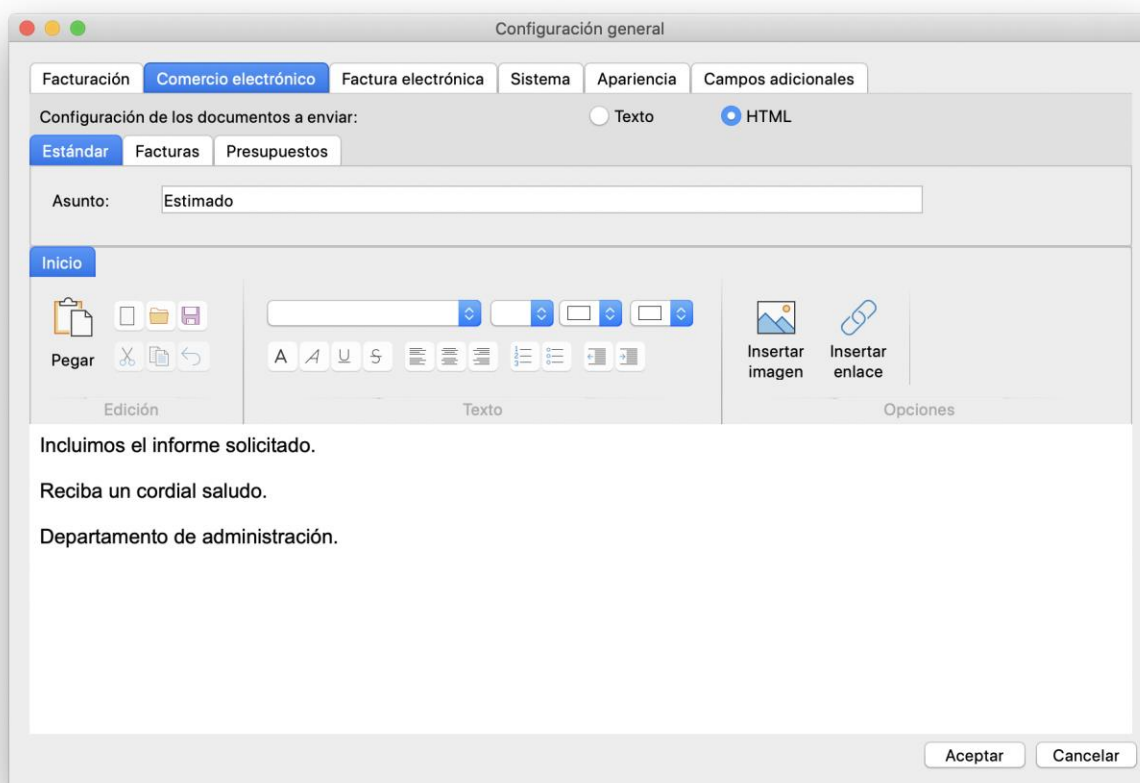 Configuración general
Facturación Comercio electrónico Factura electrónica Sistema Apariencia Campos adicionales
Configuración de los documentos a enviar: Texto HTML
Estándar Facturas Presupuestos
Asunto: Estimado
Inicio
Pegar
A A U S
Insertar imagen
Insertar enlace
Edición Texto Opciones
Incluimos el informe solicitado.
Reciba un cordial saludo.
Departamento de administración.
Aceptar Cancelar